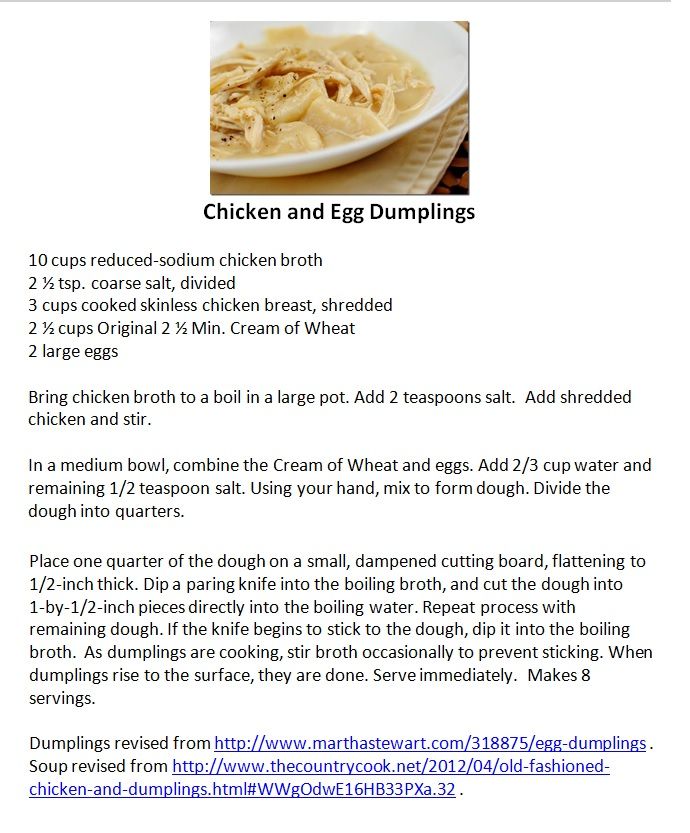 Chicken and Egg Dumplings
10 cups reduced-sodium chicken broth
2 ½ tsp. coarse salt, divided
3 cups cooked skinless chicken breast, shredded
2 ½ cups Original 2 ½ Min. Cream of Wheat
2 large eggs
Bring chicken broth to a boil in a large pot. Add 2 teaspoons salt.  Add shredded
chicken and stir.
In a medium bowl, combine the Cream of Wheat and eggs. Add 2/3 cup water and
remaining 1/2 teaspoon salt. Using your hand, mix to form dough. Divide the
dough into quarters.
Place one quarter of the dough on a small, dampened cutting board, flattening to
1/2-inch thick. Dip a paring knife into the boiling broth, and cut the dough into
1-by-1/2-inch pieces directly into the boiling water. Repeat process with
remaining dough. If the knife begins to stick to the dough, dip it into the boiling
broth.  As dumplings are cooking, stir broth occasionally to prevent sticking. When
dumplings rise to the surface, they are done. Serve immediately.  Makes 8
servings.
Dumplings revised from http://www.marthastewart.com/318875/egg-dumplings .
Soup revised from http://www.thecountrycook.net/2012/04/old-fashioned-
chicken-and-dumplings.html#WWgOdwE16HB33PXa.32 .